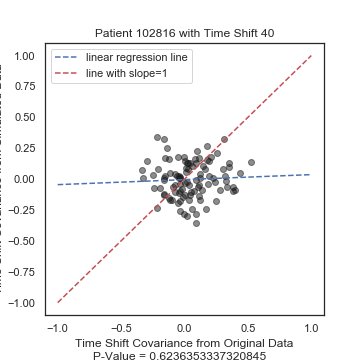 Patient 102816 with Time Shift 40
linear regression line
line with slope=1
1.00
0.75
0.50
0.25
0.00
−0.25
−0.50
−0.75
−1.00
−1.0 −0.5 0.0 0.5 1.0
Time Shift Covariance from Original Data
P-Value = 0.6236353337320845